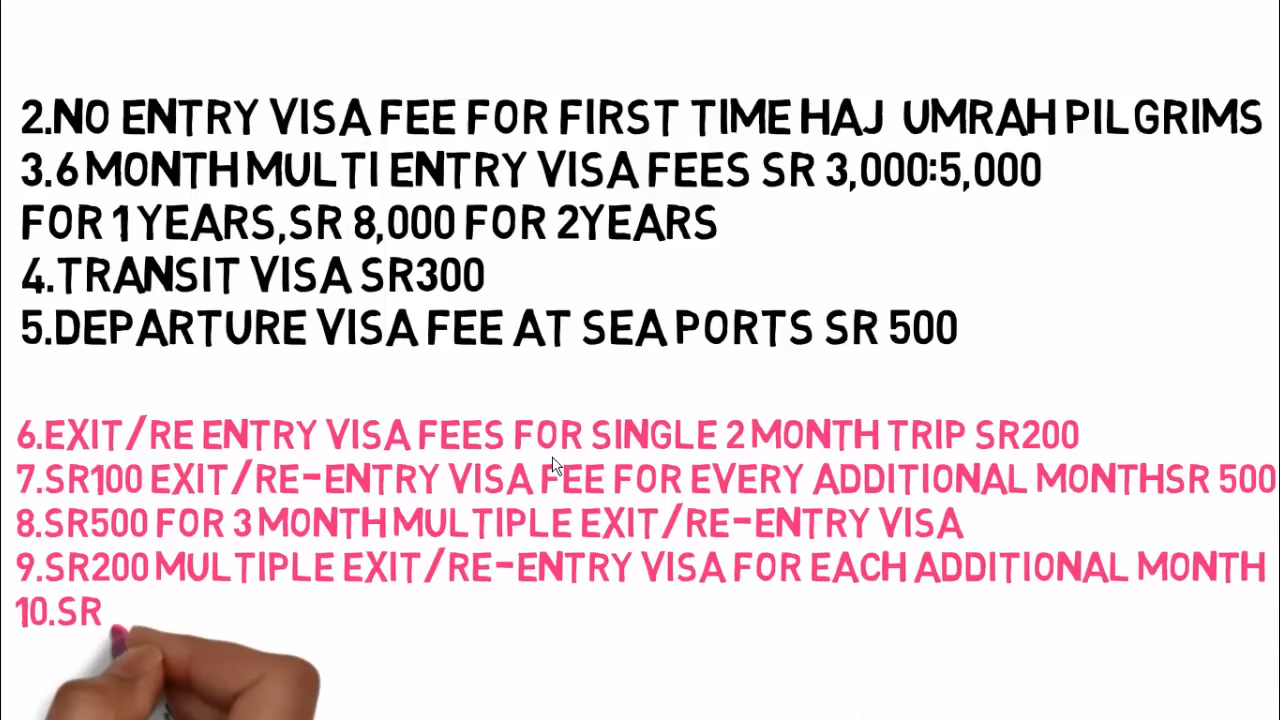 2.NO ENTRY VISA FEE FOR FIRST TIME HAJ UMRAH PILGRIMS
3.6 MONTH MULTI ENTRY VISA FEES SR 3,000:5,000
FOR 1 YEARS,SR 8,000 FOR 2YEARS
4.TRANSIT VISA SR300
5.DEPARTURE VISA FEE AT SEA PORTS SR 500
6.EXIT/RE ENTRY VISA FEES FOR SINGLE 2 MONTH TRIP SR200
7.SR100 EXIT/RE-ENTRY VISA FEE FOR EVERY ADDITIONAL MONTHSR 500
8.SR500 FOR 3 MONTH MULTIPLE EXIT/RE-ENTRY VISA
9.SR200 MULTIPLE EXIT/RE-ENTRY VISA FOR EACH ADDITIONAL MONTH
10.SR